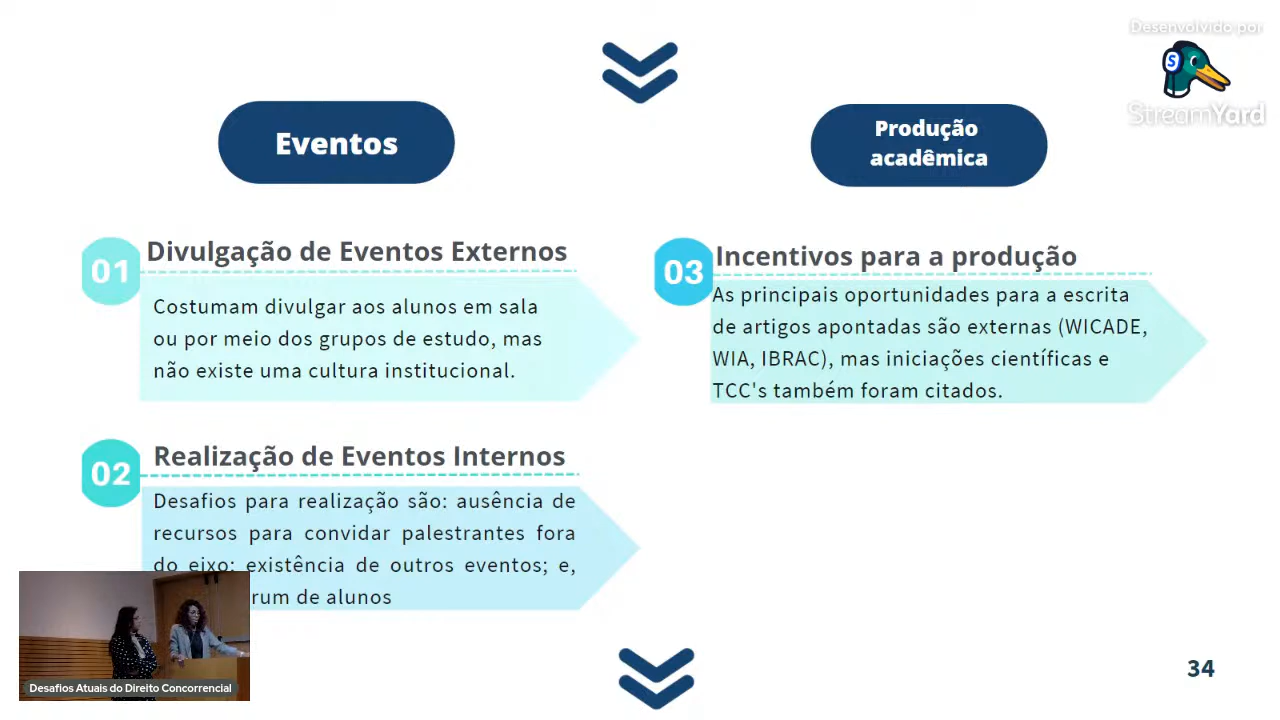 Desenvolvido por
StreamYard
Eventos
Produção
acadêmica
01
Divulgação de Eventos Externos
Costumam divulgar aos alunos em sala
ou por meio dos grupos de estudo, mas
não existe uma cultura institucional.
02
Realização de Eventos Internos
Desafios para realização são: ausência de
recursos para convidar palestrantes fora
do eixo; existência de outros eventos; e,
rum de alunos
03
Incentivos para a produção
As principais oportunidades para a escrita
de artigos apontadas são externas (WICADE,
WIA, IBRAC), mas iniciações científicas e
TCC's também foram citados.
Desafios Atuais do Direito Concorrencial
34